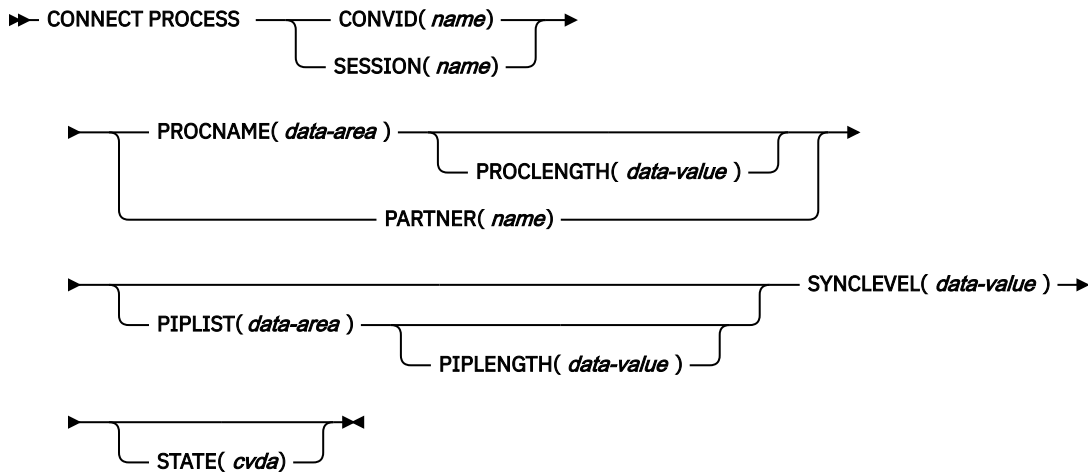 CONNECT PROCESS CONVID( name)
SESSION( name)
PROCNAME( data-area )
PROCLENGTH( data-value )
PARTNER( name)
SYNCLEVEL( data-value )
PIPLIST( data-area )
PIPLENGTH( data-value )
STATE( cvda)